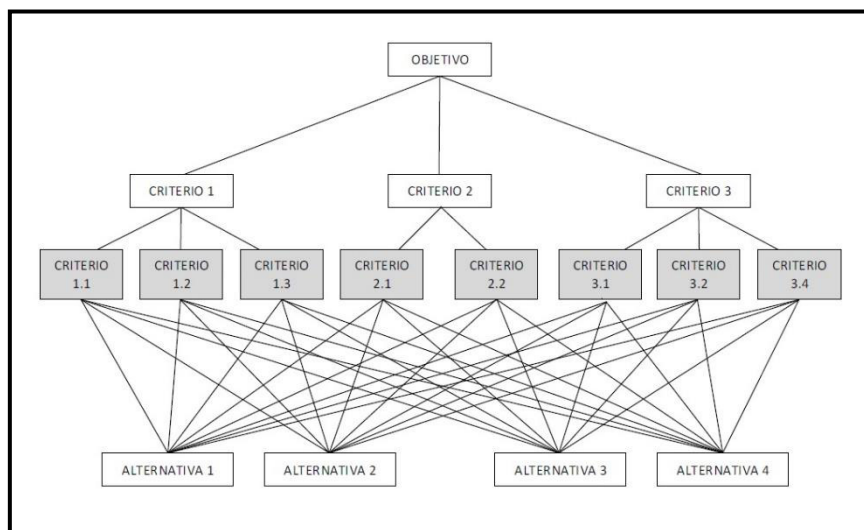 OBJETIVO
CRITERIO 1
CRITERIO 2
CRITERIO 3
CRITERIO
1.1
CRITERIO
1.2
CRITERIO
1.3
CRITERIO
2.1
CRITERIO
2.2
CRITERIO
3.1
CRITERIO
3.2
CRITERIO
3.4
ALTERNATIVA 1
ALTERNATIVA 2
ALTERNATIVA 3
ALTERNATIVA 4